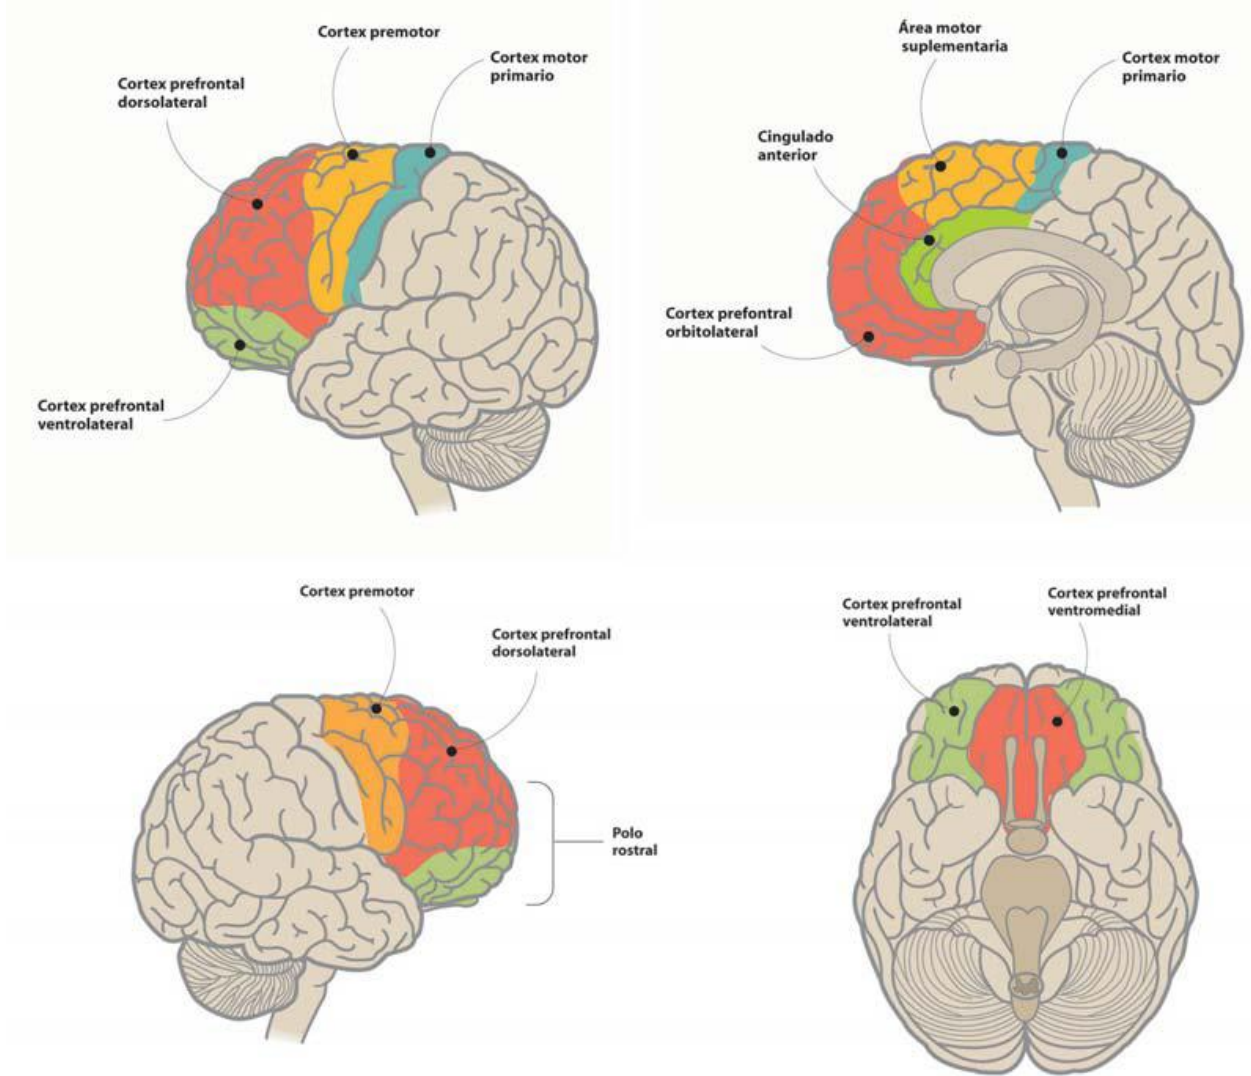 Cortex premotor
Cortex motor
primario
Cortex prefrontal
dorsolateral
Cortex prefrontal
ventrolateral
Área motor
suplementaria
Cortex motor
primario
Cingulado
anterior
Cortex prefontral
orbitolateral
Cortex premotor
Cortex prefrontal
dorsolateral
Polo
rostral
Cortex prefrontal
ventrolateral
Cortex prefrontal
ventromedial